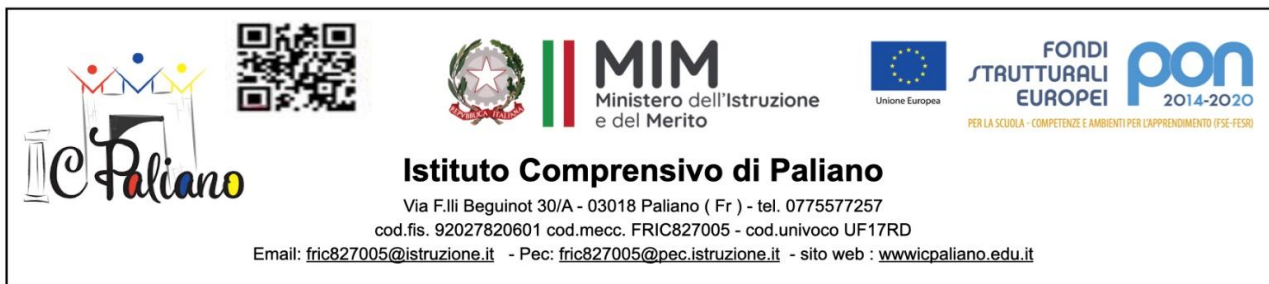 IC Paliano
REPVBBLICA ITALIANA
MIM
Ministero dell'Istruzione
e del Merito
Unione Europea
FONDI
STRUTTURALI
EUROPEI
pon
2014-2020
PER LA SCUOLA - COMPETENZE E AMBIENTI PER L'APPRENDIMENTO (FSE-FESR)
Istituto Comprensivo di Paliano
Via F.lli Beguinot 30/A - 03018 Paliano ( Fr ) - tel. 0775577257
cod.fis. 92027820601 cod.mecc. FRIC827005 - cod.univoco UF17RD
Email: fric827005@istruzione.it - Pec: fric827005@pec.istruzione.it - sito web : wwwicpaliano.edu.it